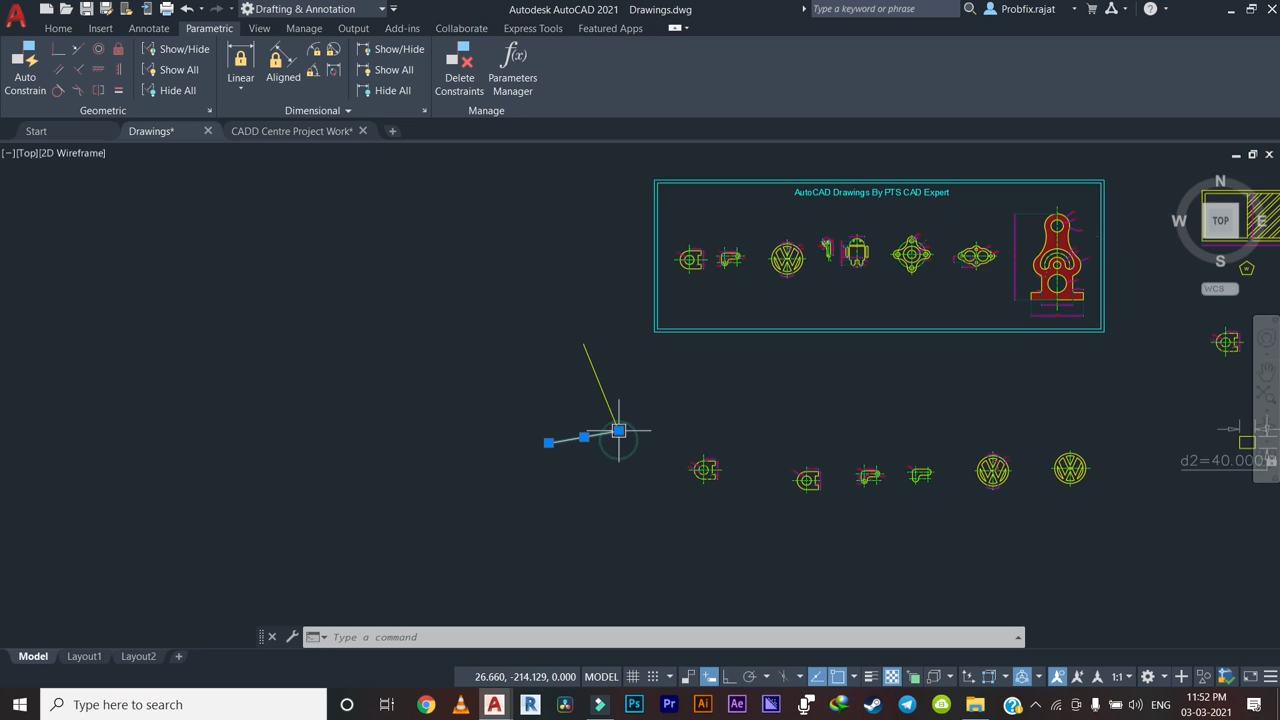 Drafting & Annotation
Autodesk AutoCAD 2021 Drawings.dwg
Type a keyword or phrase
Probfix.rajat
Home Insert Annotate Parametric View Manage Output Add-ins Collaborate Express Tools Featured Apps
Auto Constrain
Show/Hide
Show All
Hide All
Linear
Aligned
Show/Hide
Show All
Hide All
Delete Constraints
f(x)
Parameters Manager
Geometric
Dimensional
Manage
Start
Drawings*
CADD Centre Project Work*
[−][Top][2D Wireframe]
AutoCAD Drawings By PTS CAD Expert
N
W
TOP
S
WCS
d2=40.000
Type a command
Model Layout1 Layout2
26.660, -214.129, 0.000 MODEL
1:1
Type here to search
ENG
11:52 PM
03-03-2021